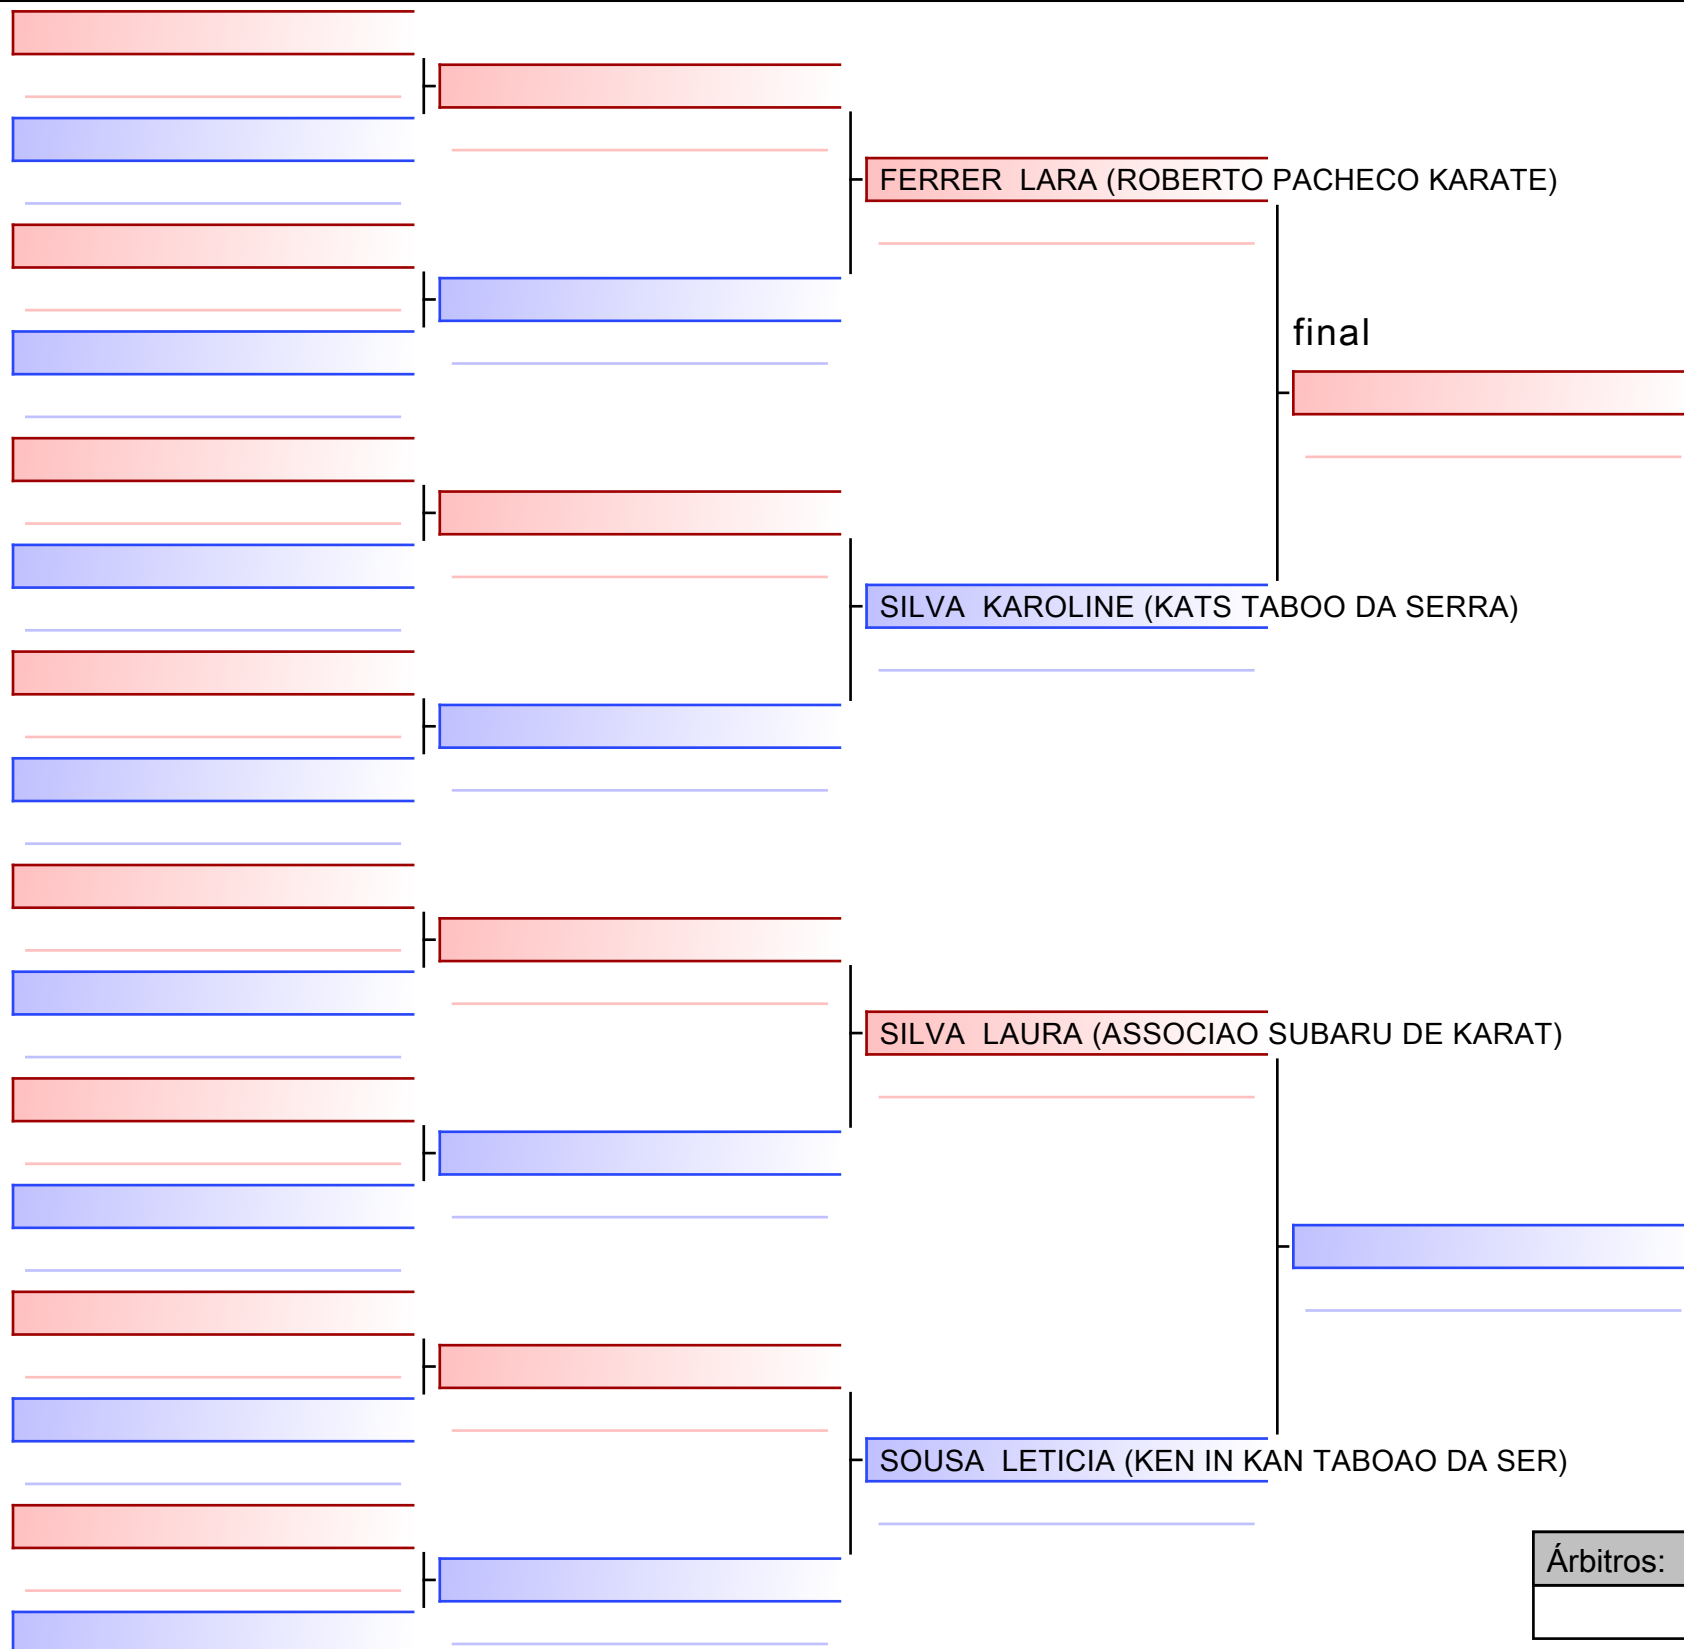 FERRER  LARA (ROBERTO PACHECO KARATE)
final
SILVA  KAROLINE (KATS TABOO DA SERRA)
SILVA  LAURA (ASSOCIAO SUBARU DE KARAT)
SOUSA  LETICIA (KEN IN KAN TABOAO DA SER)
Árbitros: